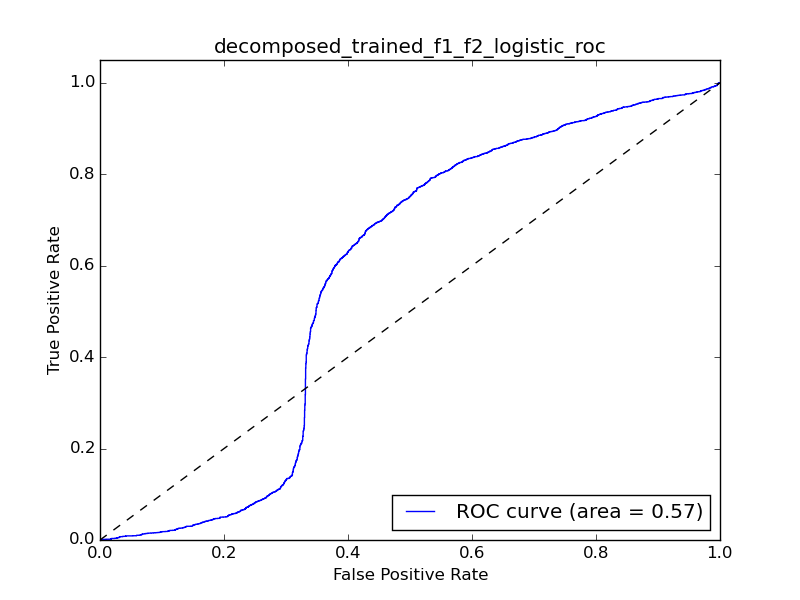 decomposed_trained_f1_f2_logistic_roc
1.0
0.8
0.6
0.4
0.2
0.0
True Positive Rate
ROC curve (area = 0.57)
0.0 0.2 0.4 0.6 0.8 1.0
False Positive Rate